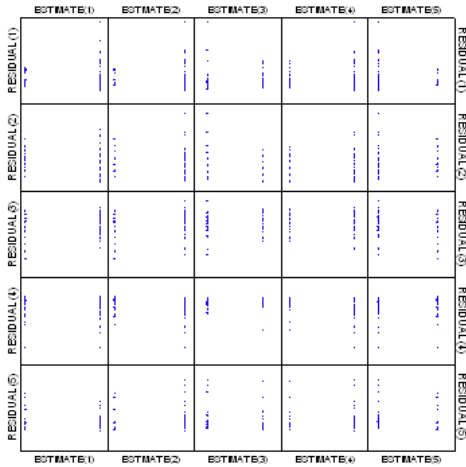 ESTIMATE(1) ESTIMATE(2) ESTIMATE(3) ESTIMATE(4) ESTIMATE(5)
RESIDUAL(1) RESIDUAL(1)
RESIDUAL(2) RESIDUAL(2)
RESIDUAL(3) RESIDUAL(3)
RESIDUAL(4) RESIDUAL(4)
RESIDUAL(5) RESIDUAL(5)
ESTIMATE(1) ESTIMATE(2) ESTIMATE(3) ESTIMATE(4) ESTIMATE(5)